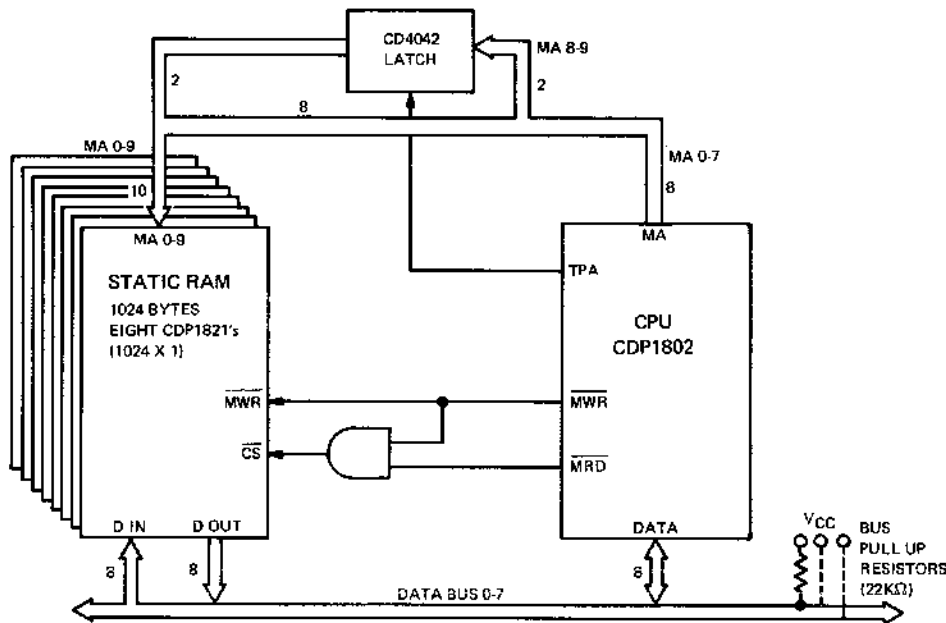 CD4042
LATCH
MA 8-9
2
2
8
MA 0-9
MA 0-7
10
8
MA 0-9
MA
STATIC RAM
1024 BYTES
EIGHT CDP1821's
(1024 X 1)
TPA
CPU
CDP1802
MWR
MWR
CS
MRD
D IN
D OUT
DATA
VCC
BUS
PULL UP
RESISTORS
(22KΩ)
8
8
8
DATA BUS 0-7